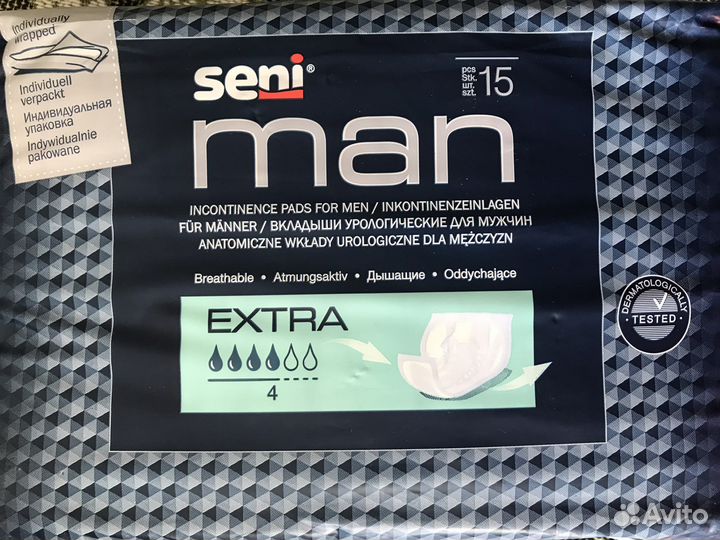 Individually
wrapped
Individuell
verpackt
Индивидуальная
упаковка
Indywidualnie
pakowane
seni®
pcs
Stk.
шт.
szt.
15
man
INCONTINENCE PADS FOR MEN / INKONTINENZEINLAGEN
FÜR MÄNNER / ВКЛАДЫШИ УРОЛОГИЧЕСКИЕ ДЛЯ МУЖЧИН
ANATOMICZNE WKŁADY UROLOGICZNE DLA MĘŻCZYZN
Breathable • Atmungsaktiv • Дышащие • Oddychające
EXTRA
4
DERMATOLOGICALLY
• TESTED •
Avito